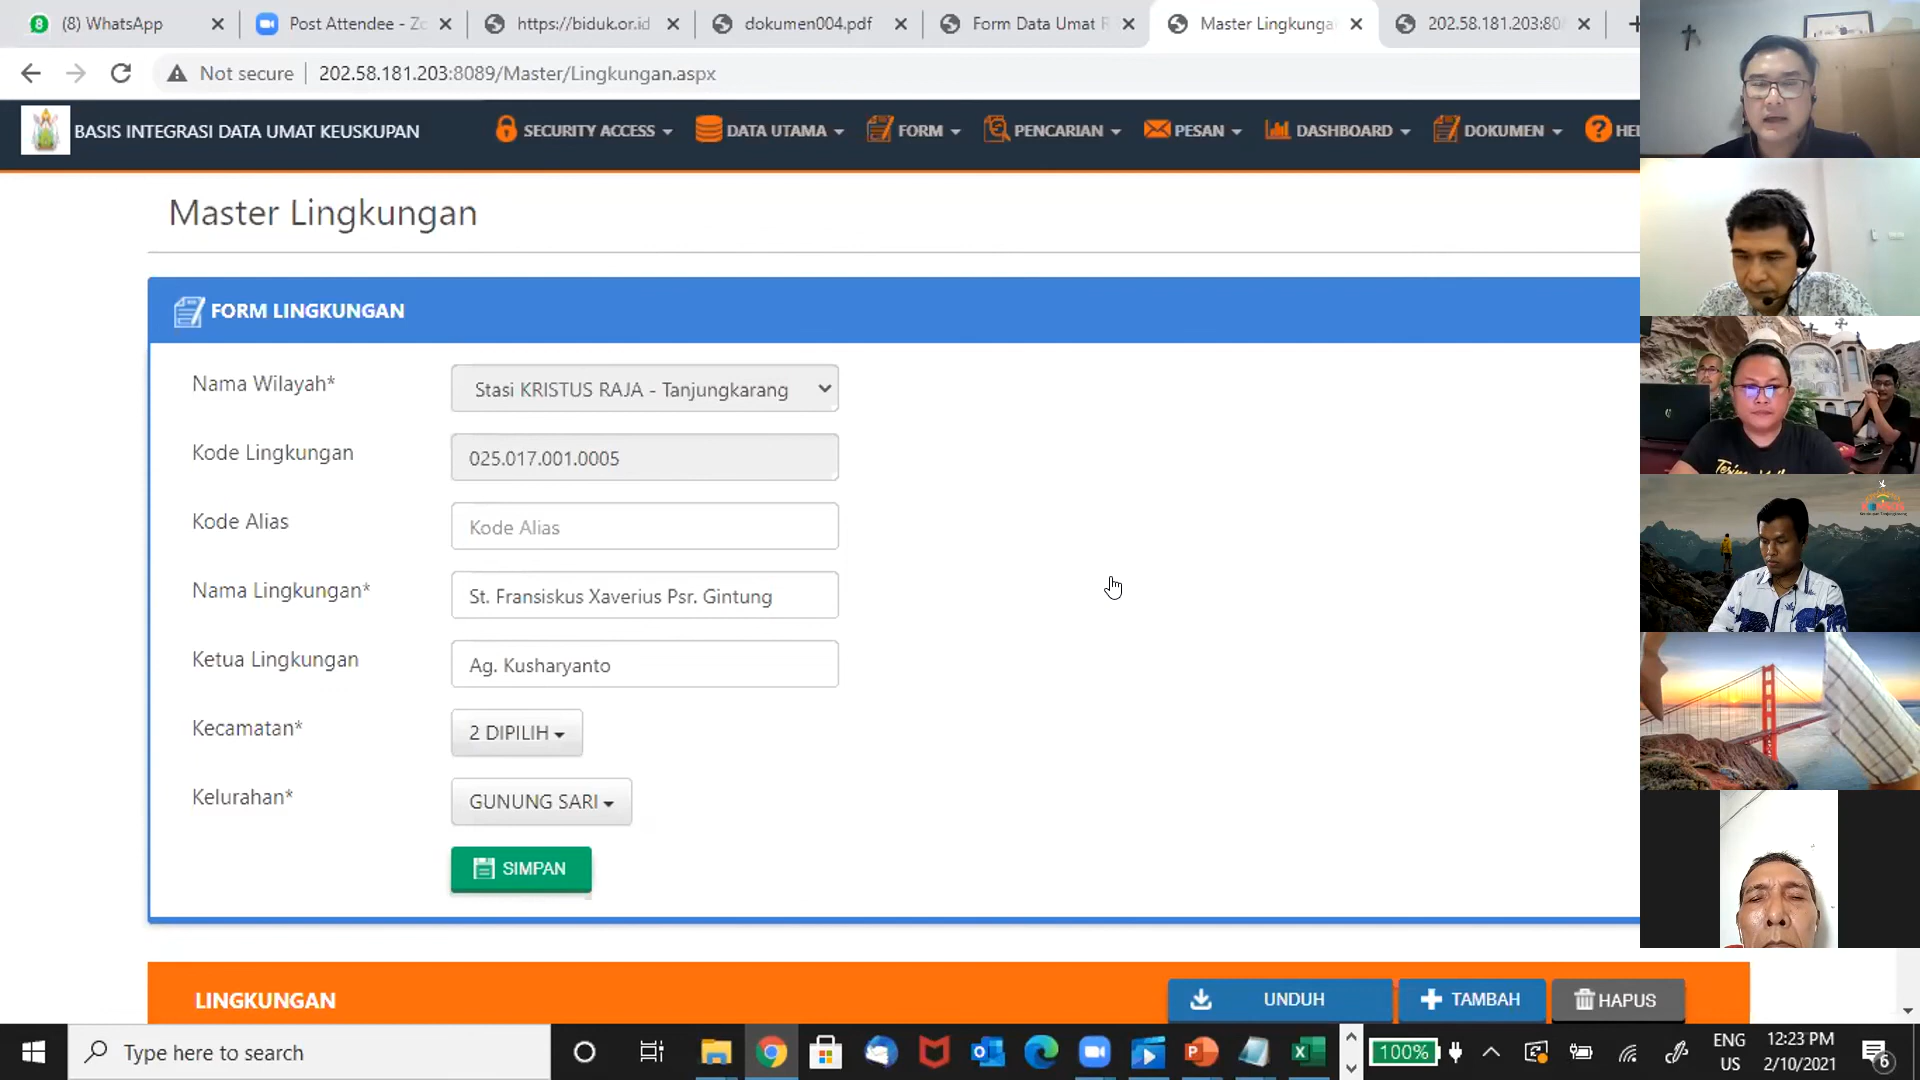 (8) WhatsApp
Post Attendee - Zo
https://biduk.or.id
dokumen004.pdf
Form Data Umat R
Master Lingkunga
202.58.181.203:80
Not secure
202.58.181.203:8089/Master/Lingkungan.aspx
BASIS INTEGRASI DATA UMAT KEUSKUPAN
SECURITY ACCESS
DATA UTAMA
FORM
PENCARIAN
PESAN
DASHBOARD
DOKUMEN
HEL
Master Lingkungan
FORM LINGKUNGAN
Nama Wilayah*
Stasi KRISTUS RAJA - Tanjungkarang
Kode Lingkungan
025.017.001.0005
Kode Alias
Kode Alias
Nama Lingkungan*
St. Fransiskus Xaverius Psr. Gintung
Ketua Lingkungan
Ag. Kusharyanto
Kecamatan*
2 DIPILIH
Kelurahan*
GUNUNG SARI
SIMPAN
LINGKUNGAN
UNDUH
TAMBAH
HAPUS
Type here to search
100%
ENG
US
12:23 PM
2/10/2021
6